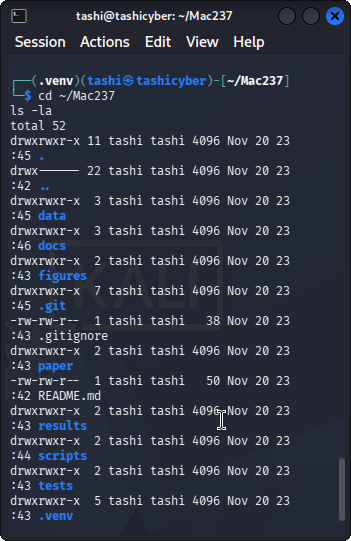 tashi@tashicyber: ~/Mac237
Session Actions Edit View Help
┌──(.venv)(tashi㉿tashicyber)-[~/Mac237]
└─$ cd ~/Mac237
ls -la
total 52
drwxrwxr-x 11 tashi tashi 4096 Nov 20 23
:45 .
drwx------ 22 tashi tashi 4096 Nov 20 23
:42 ..
drwxrwxr-x  3 tashi tashi 4096 Nov 20 23
:45 data
drwxrwxr-x  3 tashi tashi 4096 Nov 20 23
:46 docs
drwxrwxr-x  2 tashi tashi 4096 Nov 20 23
:43 figures
drwxrwxr-x  7 tashi tashi 4096 Nov 20 23
:45 .git
-rw-rw-r--  1 tashi tashi   38 Nov 20 23
:43 .gitignore
drwxrwxr-x  2 tashi tashi 4096 Nov 20 23
:43 paper
-rw-rw-r--  1 tashi tashi   50 Nov 20 23
:42 README.md
drwxrwxr-x  2 tashi tashi 4096 Nov 20 23
:43 results
drwxrwxr-x  2 tashi tashi 4096 Nov 20 23
:44 scripts
drwxrwxr-x  2 tashi tashi 4096 Nov 20 23
:43 tests
drwxrwxr-x  5 tashi tashi 4096 Nov 20 23
:43 .venv
KALI